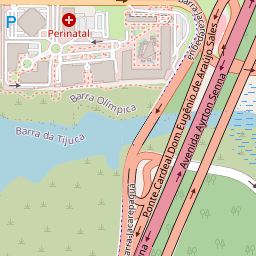 P
Perinatal
Barra Olímpica
Barra da Tijuca
Ponte Cardeal Dom Eugênio de Araújo Sales
Avenida Ayrton Senna